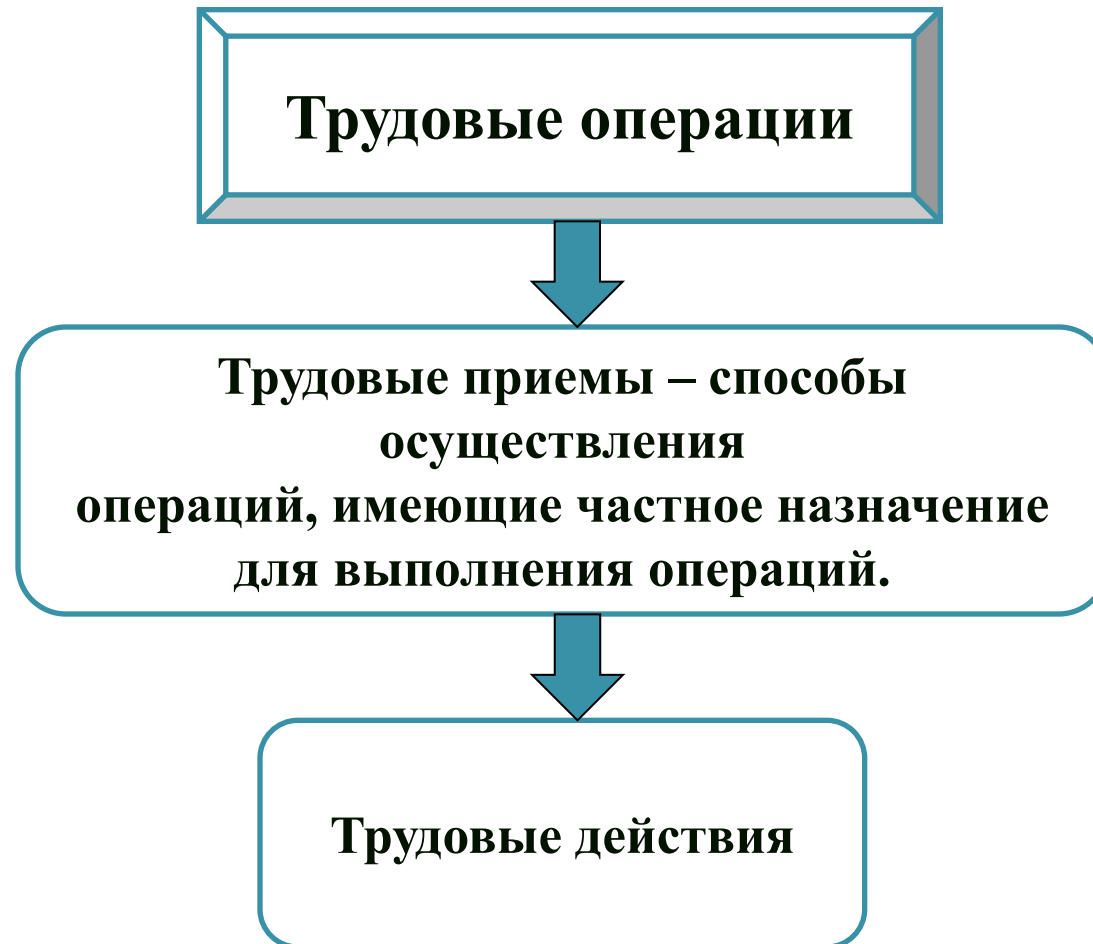 Трудовые операции
Трудовые приемы – способы
осуществления
операций, имеющие частное назначение
для выполнения операций.
Трудовые действия